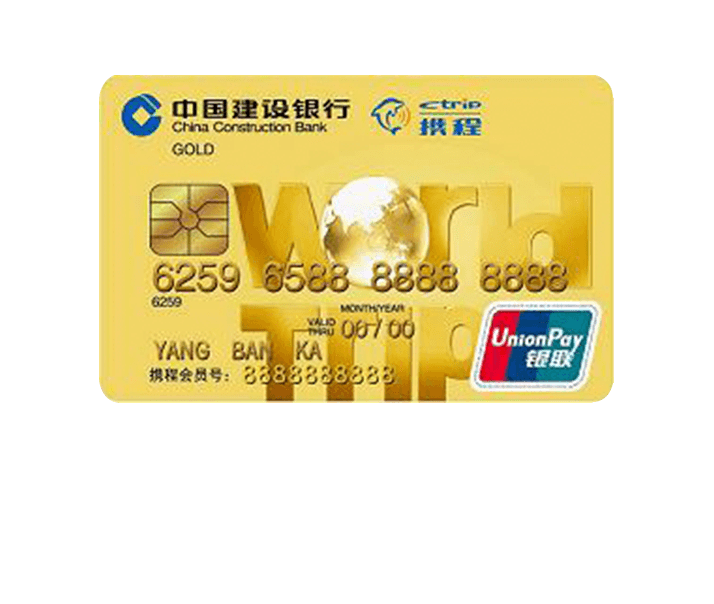 中国建设银行
China Construction Bank
GOLD
ctrip
携程
World
6259 6588 8888 8888
6259
MONTH/YEAR
VALID THRU 00/00
Trip
YANG BAN KA
携程会员号: 8888888888
UnionPay
银联